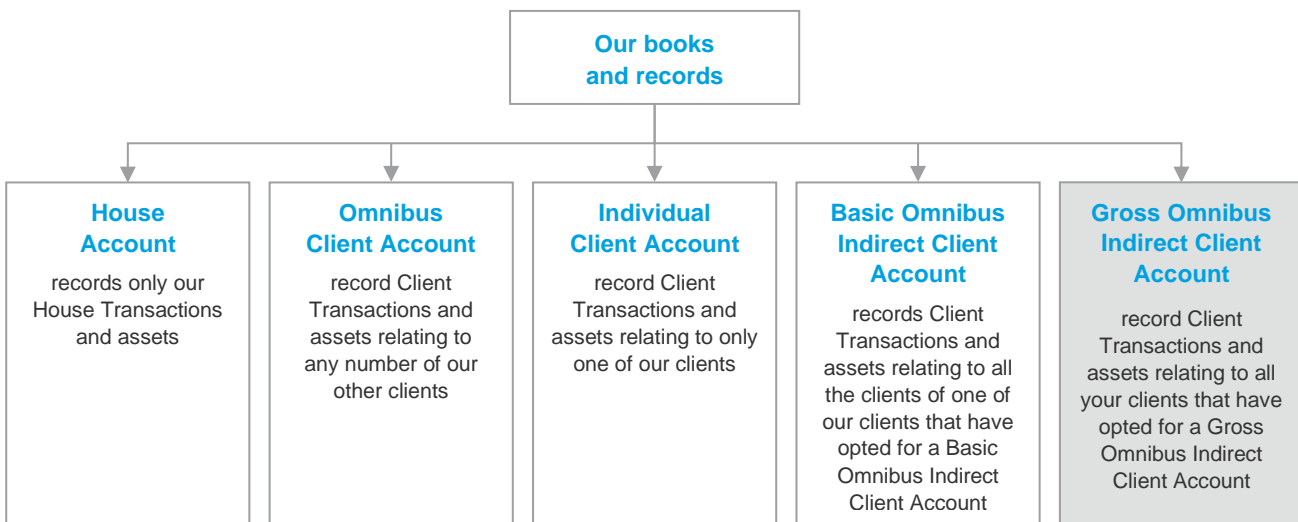 Our books
and records
House
Account
records only our
House Transactions
and assets
Omnibus
Client Account
record Client
Transactions and
assets relating to
any number of our
other clients
Individual
Client Account
record Client
Transactions and
assets relating to only
one of our clients
Basic Omnibus
Indirect Client
Account
records Client
Transactions and
assets relating to all
the clients of one of
our clients that have
opted for a Basic
Omnibus Indirect
Client Account
Gross Omnibus
Indirect Client
Account
record Client
Transactions and
assets relating to all
your clients that have
opted for a Gross
Omnibus Indirect
Client Account